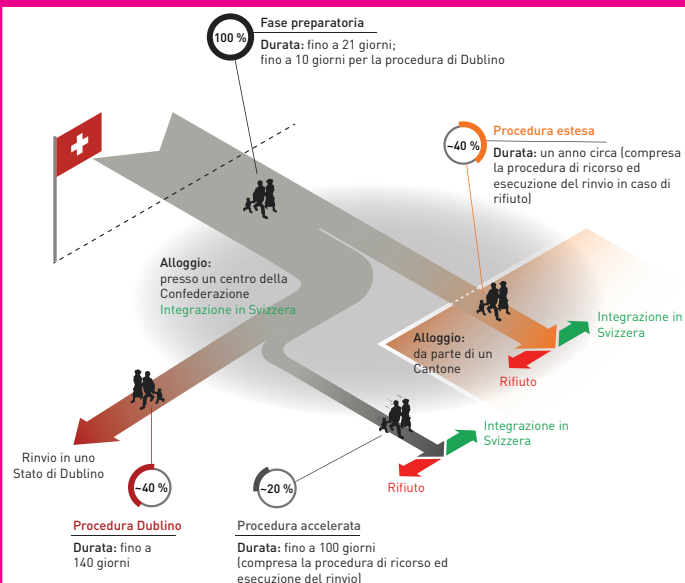 100 %
Fase preparatoria
Durata: fino a 21 giorni;
fino a 10 giorni per la procedura di Dublino
~40 %
Procedura estesa
Durata: un anno circa (compresa
la procedura di ricorso ed
esecuzione del rinvio in caso di
rifiuto)
Alloggio:
presso un centro della
Confederazione
Integrazione in Svizzera
Alloggio:
da parte di un
Cantone
Integrazione in
Svizzera
Rifiuto
Integrazione in
Svizzera
Rifiuto
Rinvio in uno
Stato di Dublino
~40 %
Procedura Dublino
Durata: fino a
140 giorni
~20 %
Procedura accelerata
Durata: fino a 100 giorni
(compresa la procedura di ricorso ed
esecuzione del rinvio)